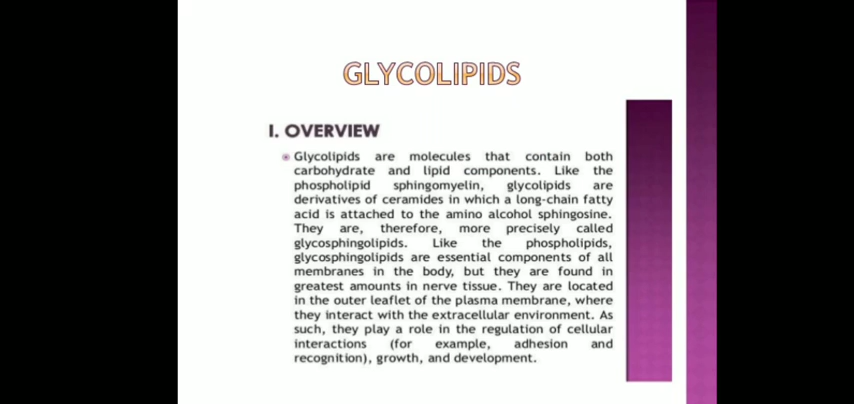 GLYCOLIPIDS
I. OVERVIEW
Glycolipids are molecules that contain both
carbohydrate and lipid components. Like the
phospholipid sphingomyelin, glycolipids are
derivatives of ceramides in which a long-chain fatty
acid is attached to the amino alcohol sphingosine.
They are, therefore, more precisely called
glycosphingolipids. Like the phospholipids,
glycosphingolipids are essential components of all
membranes in the body, but they are found in
greatest amounts in nerve tissue. They are located
in the outer leaflet of the plasma membrane, where
they interact with the extracellular environment. As
such, they play a role in the regulation of cellular
interactions (for example, adhesion and
recognition), growth, and development.